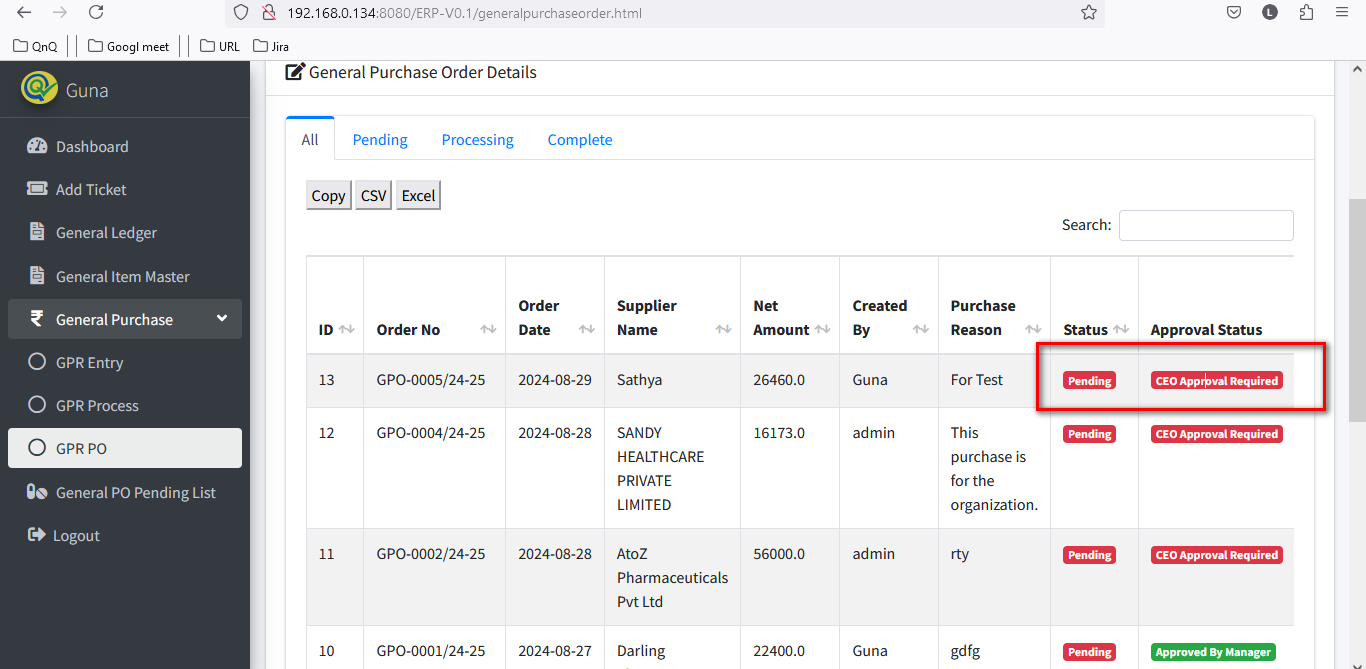 192.168.0.134:8080/ERP-V0.1/generalpurchaseorder.html
L
QnQ
Googl meet
URL
Jira
Guna
Dashboard
Add Ticket
General Ledger
General Item Master
General Purchase
GPR Entry
GPR Process
GPR PO
General PO Pending List
Logout
General Purchase Order Details
All Pending Processing Complete
Copy CSV Excel
Search:
ID Order No Order Date Supplier Name Net Amount Created By Purchase Reason Status Approval Status
13 GPO-0005/24-25 2024-08-29 Sathya 26460.0 Guna For Test Pending CEO Approval Required
12 GPO-0004/24-25 2024-08-28 SANDY 16173.0 admin This Pending CEO Approval Required
HEALTHCARE purchase is
PRIVATE for the
LIMITED organization.
11 GPO-0002/24-25 2024-08-28 AtoZ 56000.0 admin rty Pending CEO Approval Required
Pharmaceuticals
Pvt Ltd
10 GPO-0001/24-25 2024-08-27 Darling 22400.0 Guna gdfg Pending Approved By Manager